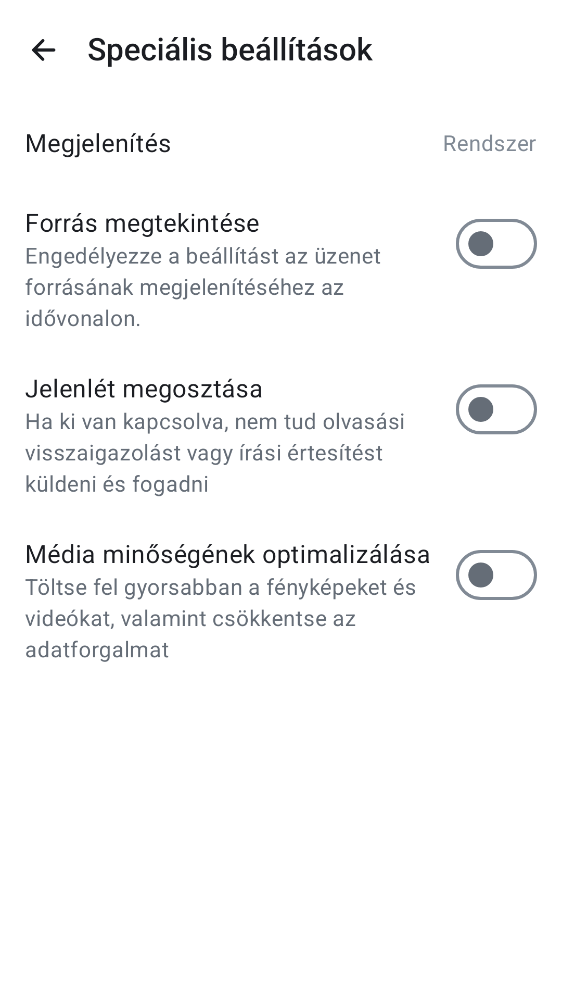 Speciális beállítások
Megjelenítés Rendszer
Forrás megtekintése
Engedélyezze a beállítást az üzenet
forrásának megjelenítéséhez az
idővonalon.
Jelenlét megosztása
Ha ki van kapcsolva, nem tud olvasási
visszaigazolást vagy írási értesítést
küldeni és fogadni
Média minőségének optimalizálása
Töltse fel gyorsabban a fényképeket és
videókat, valamint csökkentse az
adatforgalmat